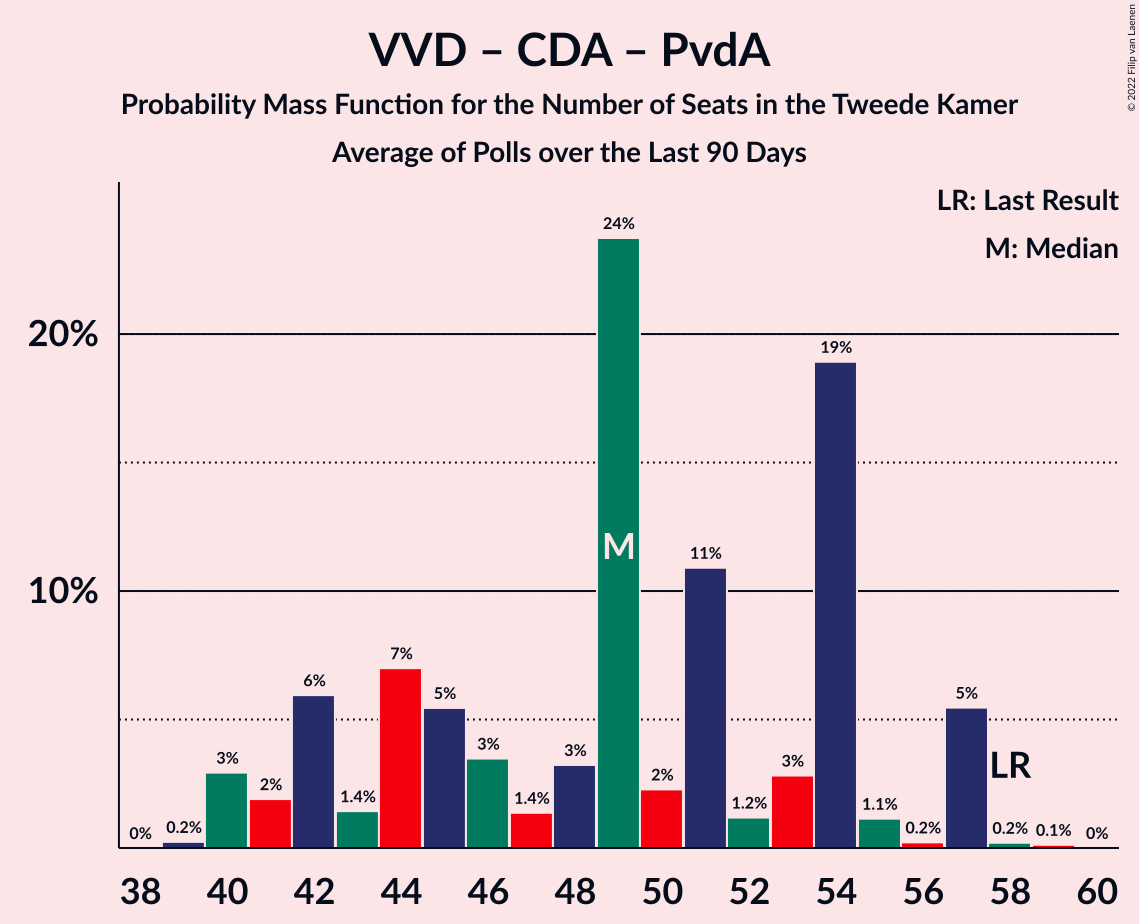 © 2022 Filip van Laenen
VVD – CDA – PvdA
Probability Mass Function for the Number of Seats in the Tweede Kamer
Average of Polls over the Last 90 Days
LR: Last Result
M: Median
20%
10%
0%
0.2%
3%
2%
6%
1.4%
7%
5%
3%
1.4%
3%
24%
2%
11%
1.2%
3%
19%
1.1%
0.2%
5%
0.2%
0.1%
0%
M
LR
38 40 42 44 46 48 50 52 54 56 58 60